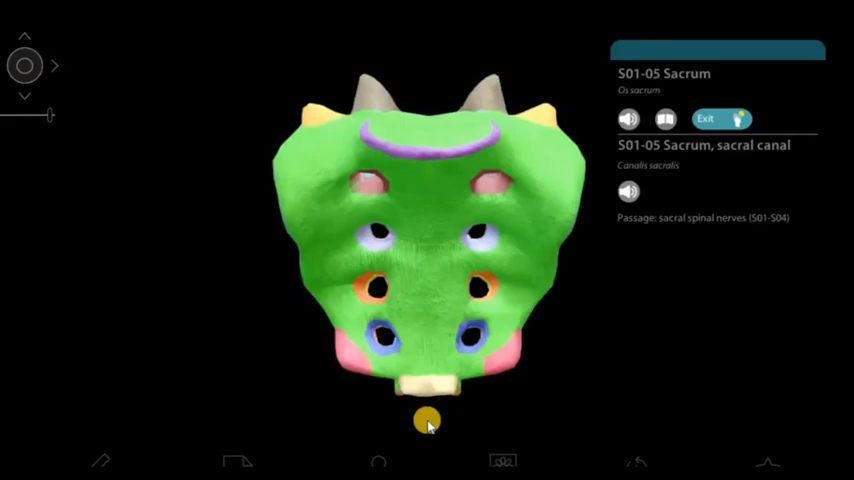 S01-05 Sacrum
Os sacrum
Exit
S01-05 Sacrum, sacral canal
Canalis sacralis
Passage: sacral spinal nerves (S01-S04)